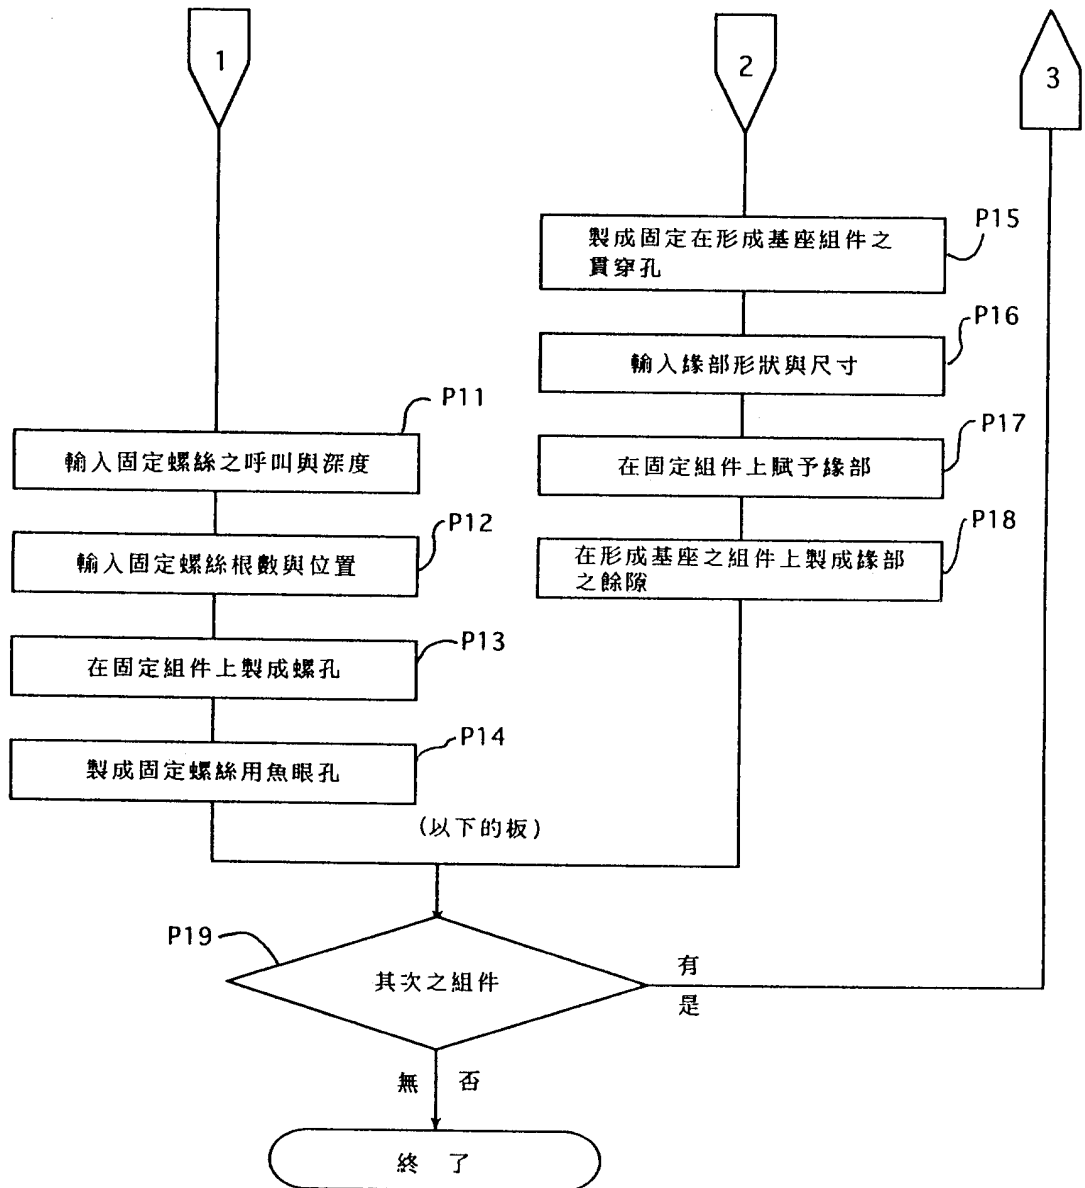 1
2
3
P15
製成固定在形成基座組件之
貫穿孔
P16
輸入緣部形狀與尺寸
P11
輸入固定螺絲之呼叫與深度
P17
在固定組件上賦予緣部
P12
輸入固定螺絲根數與位置
P18
在形成基座之組件上製成緣部
之餘隙
P13
在固定組件上製成螺孔
P14
製成固定螺絲用魚眼孔
(以下的板)
P19
其次之組件
有
是
無 否
終 了